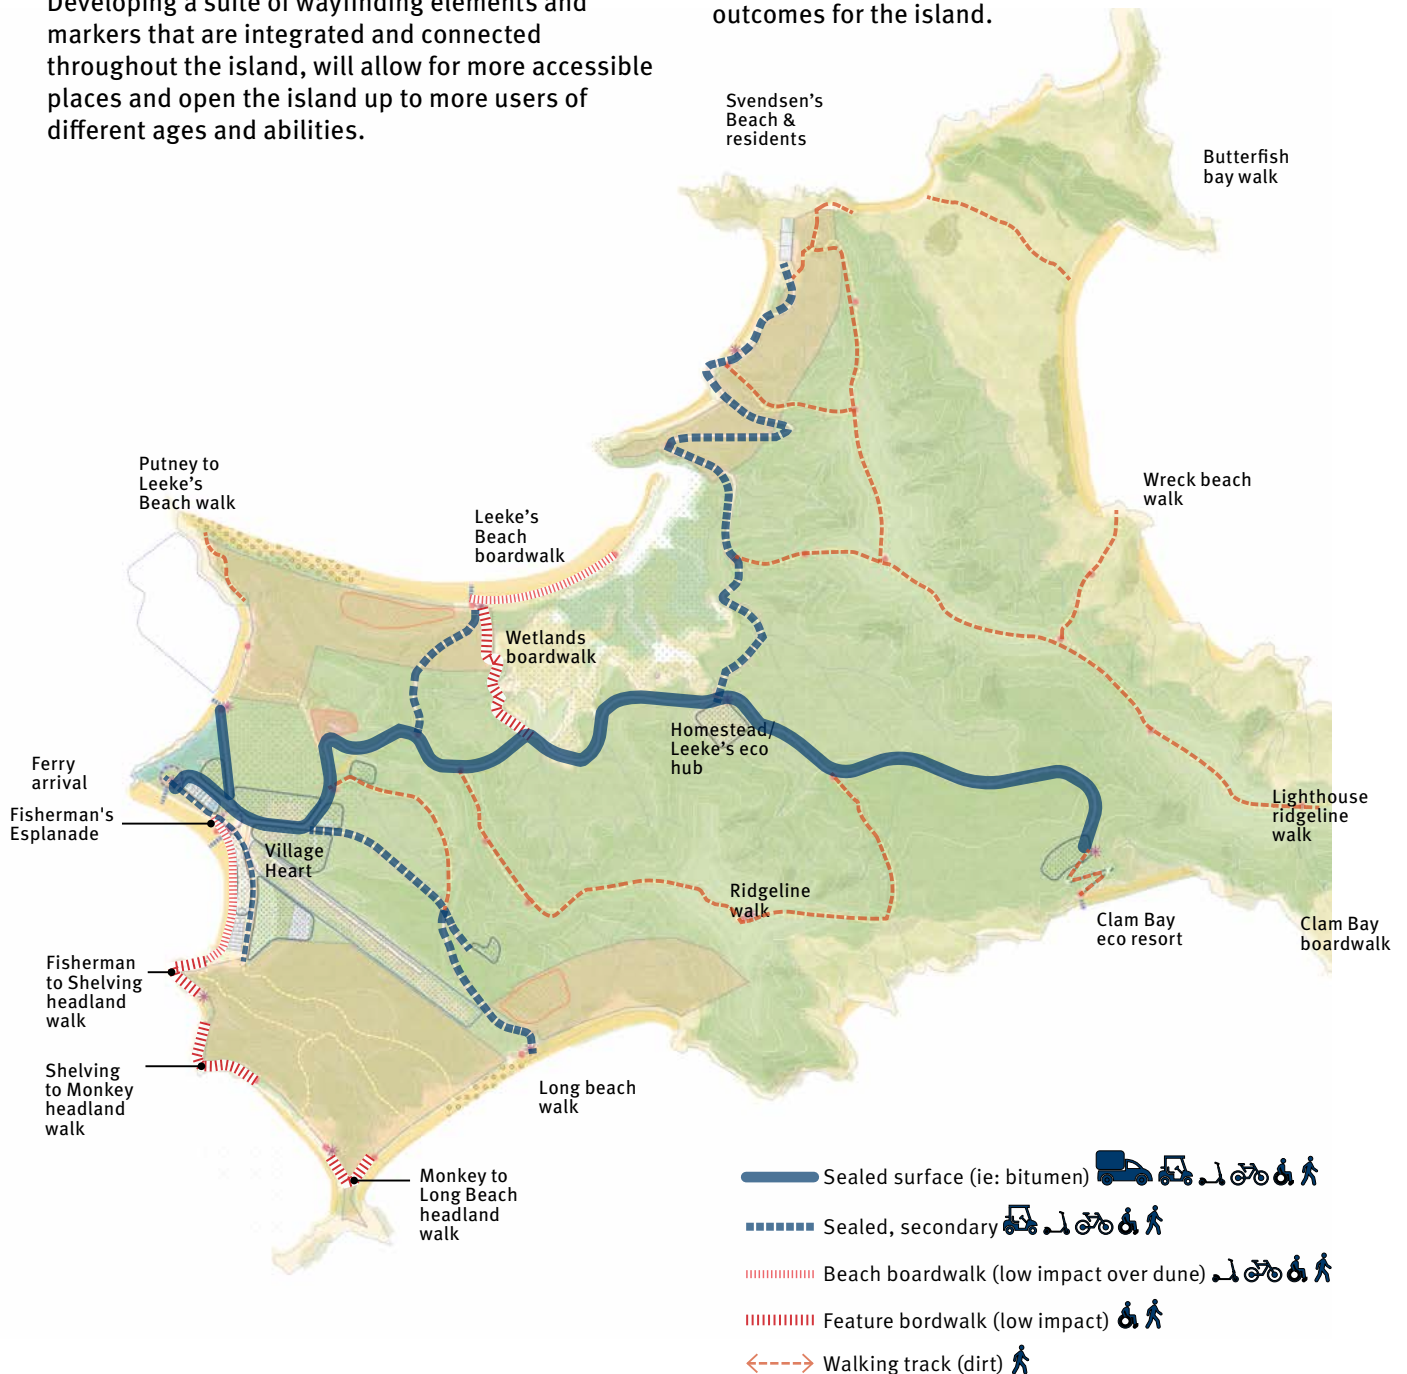 Developing a suite of wayfinding elements and
markers that are integrated and connected
throughout the island, will allow for more accessible
places and open the island up to more users of
different ages and abilities.
outcomes for the island.
Svendsen's
Beach &
residents
Butterfish
bay walk
Putney to
Leeke's
Beach walk
Leeke's
Beach
boardwalk
Wreck beach
walk
Wetlands
boardwalk
Homestead/
Leeke's eco
hub
Ferry
arrival
Fisherman's
Esplanade
Village
Heart
Lighthouse
ridgeline
walk
Ridgeline
walk
Clam Bay
eco resort
Clam Bay
boardwalk
Fisherman
to Shelving
headland
walk
Shelving
to Monkey
headland
walk
Long beach
walk
Monkey to
Long Beach
headland
walk
Sealed surface (ie: bitumen)
Sealed, secondary
Beach boardwalk (low impact over dune)
Feature bordwalk (low impact)
Walking track (dirt)